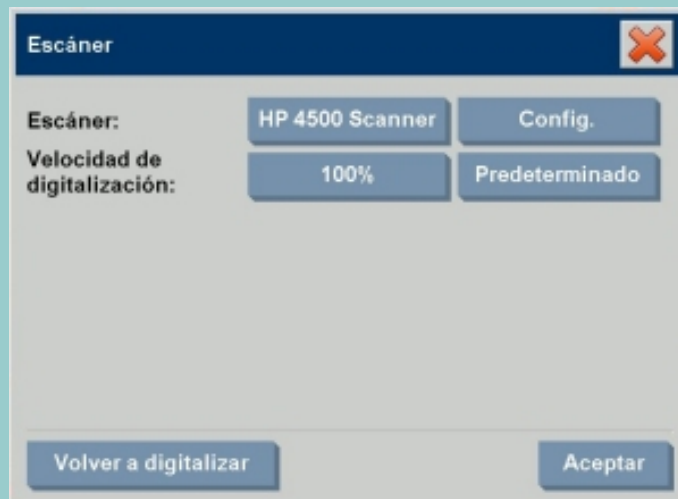 Escáner
Escáner: HP 4500 Scanner Config.
Velocidad de
digitalización: 100% Predeterminado
Volver a digitalizar Aceptar